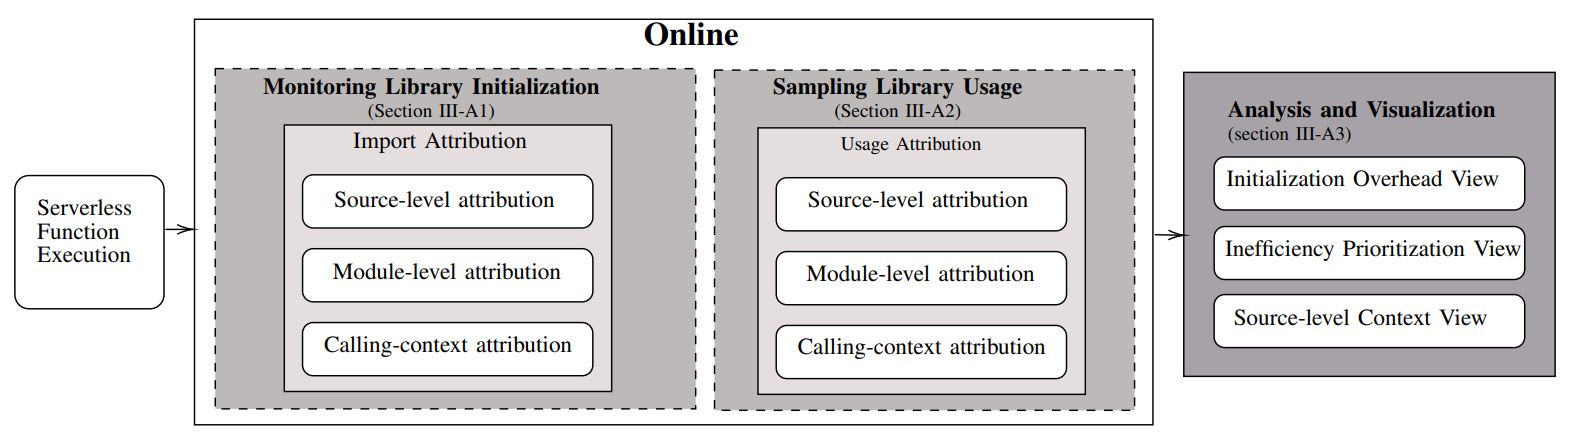 Online
Serverless
Function
Execution
Monitoring Library Initialization
(Section III-A1)
Import Attribution
Source-level attribution
Module-level attribution
Calling-context attribution
Sampling Library Usage
(Section III-A2)
Usage Attribution
Source-level attribution
Module-level attribution
Calling-context attribution
Analysis and Visualization
(section III-A3)
Initialization Overhead View
Inefficiency Prioritization View
Source-level Context View